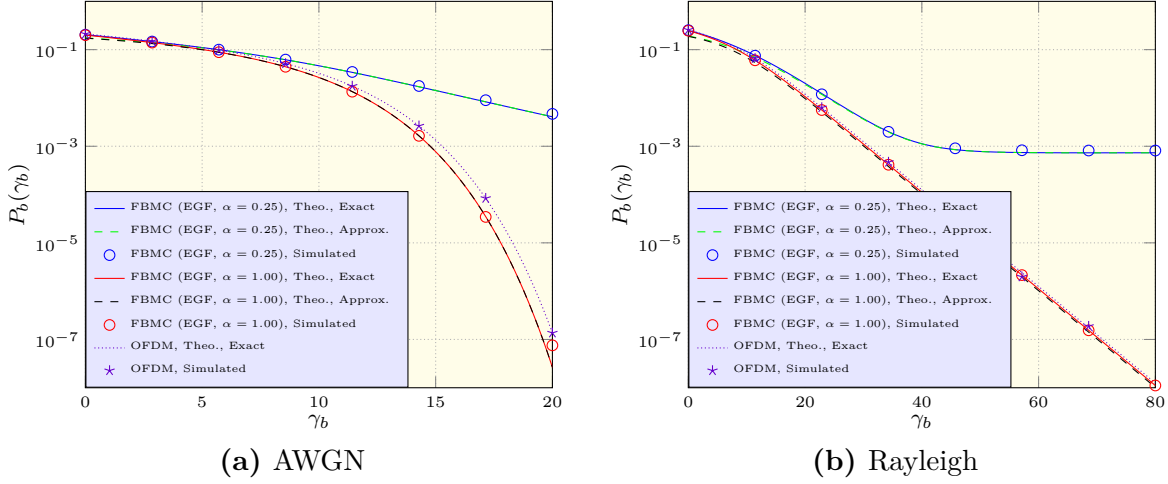 10^{-1}
10^{-3}
10^{-5}
10^{-7}
P_b(γ_b)
FBMC (EGF, α = 0.25), Theo., Exact
FBMC (EGF, α = 0.25), Theo., Approx.
FBMC (EGF, α = 0.25), Simulated
FBMC (EGF, α = 1.00), Theo., Exact
FBMC (EGF, α = 1.00), Theo., Approx.
FBMC (EGF, α = 1.00), Simulated
OFDM, Theo., Exact
OFDM, Simulated
0 5 10 15 20
γ_b
(a) AWGN
10^{-1}
10^{-3}
10^{-5}
10^{-7}
P_b(γ_b)
FBMC (EGF, α = 0.25), Theo., Exact
FBMC (EGF, α = 0.25), Theo., Approx.
FBMC (EGF, α = 0.25), Simulated
FBMC (EGF, α = 1.00), Theo., Exact
FBMC (EGF, α = 1.00), Theo., Approx.
FBMC (EGF, α = 1.00), Simulated
OFDM, Theo., Exact
OFDM, Simulated
0 20 40 60 80
γ_b
(b) Rayleigh